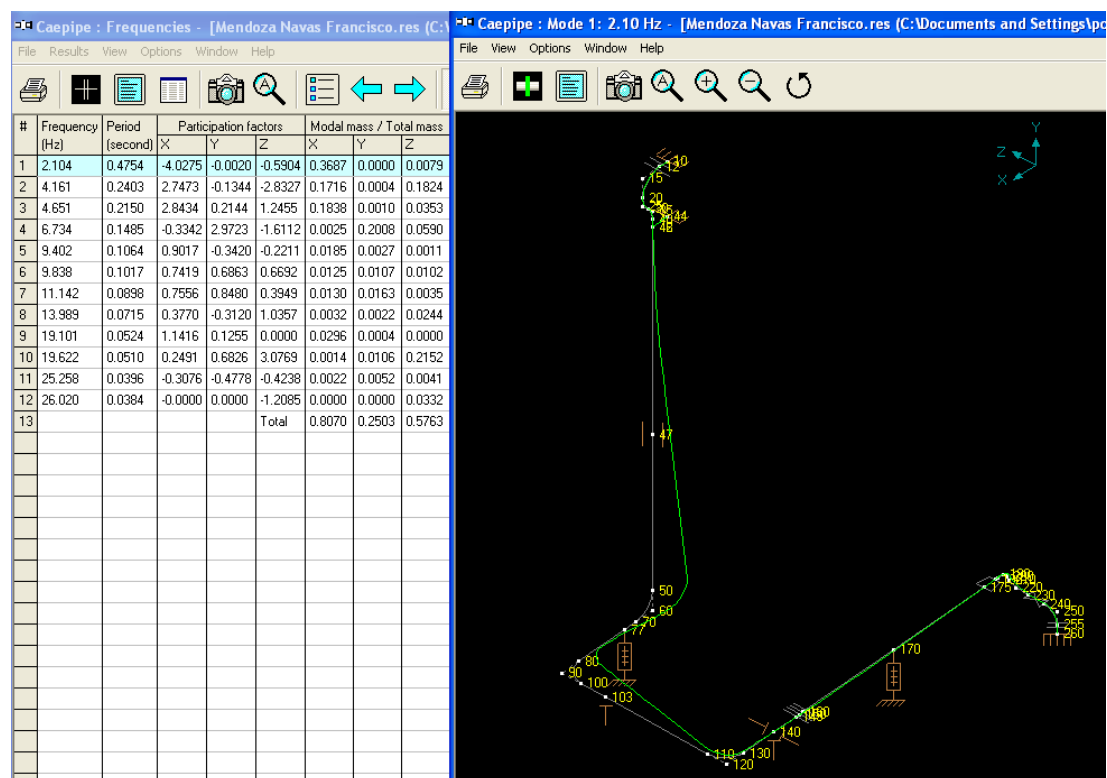 Caepipe : Frequencies - [Mendoza Navas Francisco.res (C:\
File Results View Options Window Help
# Frequency (Hz) Period (second) Participation factors Modal mass / Total mass
X Y Z X Y Z
1 2.104 0.4754 -4.0275 -0.0020 -0.5904 0.3687 0.0000 0.0079
2 4.161 0.2403 2.7473 -0.1344 -2.8327 0.1716 0.0004 0.1824
3 4.651 0.2150 2.8434 0.2144 1.2455 0.1838 0.0010 0.0353
4 6.734 0.1485 -0.3342 2.9723 -1.6112 0.0025 0.2008 0.0590
5 9.402 0.1064 0.9017 -0.3420 -0.2211 0.0185 0.0027 0.0011
6 9.838 0.1017 0.7419 0.6863 0.6692 0.0125 0.0107 0.0102
7 11.142 0.0898 0.7556 0.8480 0.3949 0.0130 0.0163 0.0035
8 13.989 0.0715 0.3770 -0.3120 1.0357 0.0032 0.0022 0.0244
9 19.101 0.0524 1.1416 0.1255 0.0000 0.0296 0.0004 0.0000
10 19.622 0.0510 0.2491 0.6826 3.0769 0.0014 0.0106 0.2152
11 25.258 0.0396 -0.3076 -0.4778 -0.4238 0.0022 0.0052 0.0041
12 26.020 0.0384 -0.0000 0.0000 -1.2085 0.0000 0.0000 0.0332
13 Total 0.8070 0.2503 0.5763
Caepipe : Mode 1: 2.10 Hz - [Mendoza Navas Francisco.res (C:\Documents and Settings\pc
File View Options Window Help
Y
Z
X
10
12
15
20
44
46
47
50
60
70
77
80
90
100
103
110
120
130
140
170
175
220
230
240
250
255
260